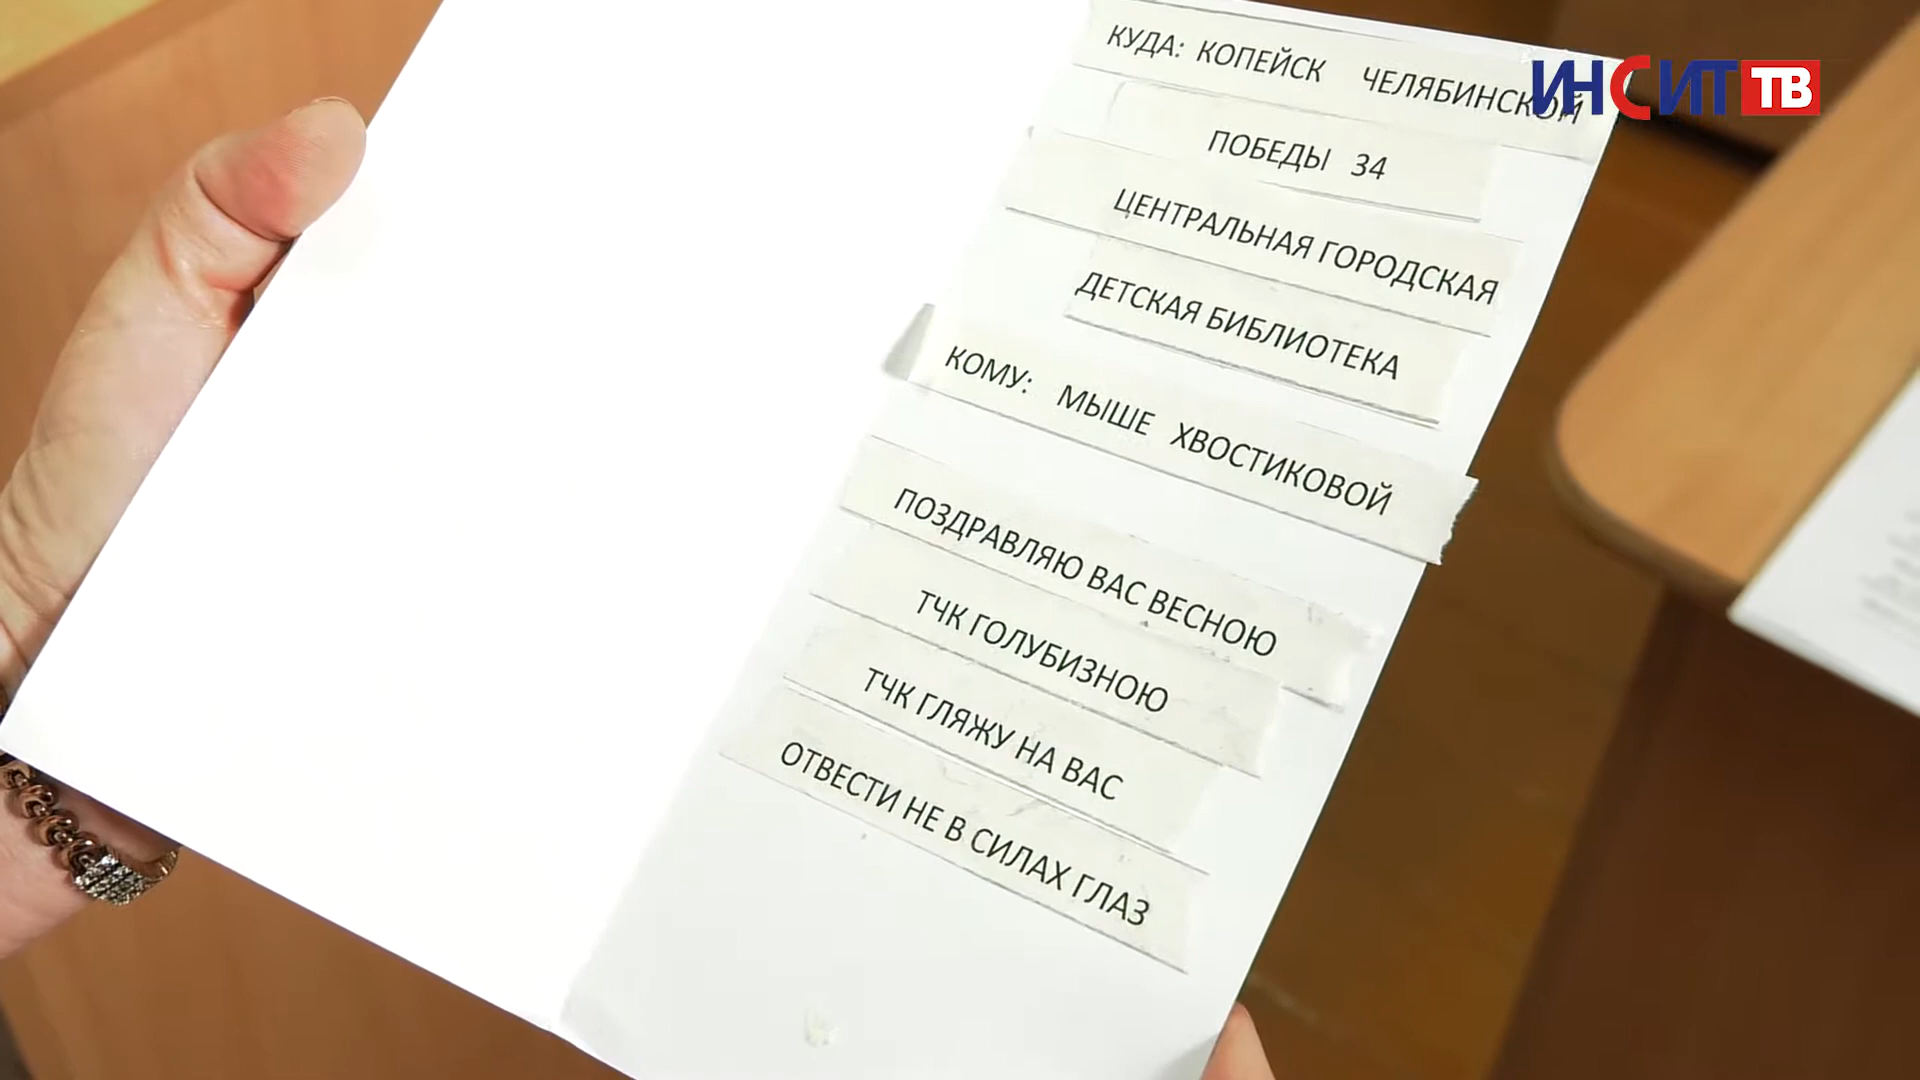 КУДА: КОПЕЙСК ЧЕЛЯБИНСКОЙ
ИНСИТ ТВ
ПОБЕДЫ 34
ЦЕНТРАЛЬНАЯ ГОРОДСКАЯ
ДЕТСКАЯ БИБЛИОТЕКА
КОМУ: МЫШЕ ХВОСТИКОВОЙ
ПОЗДРАВЛЯЮ ВАС ВЕСНОЮ
ТЧК ГОЛУБИЗНОЮ
ТЧК ГЛЯЖУ НА ВАС
ОТВЕСТИ НЕ В СИЛАХ ГЛАЗ